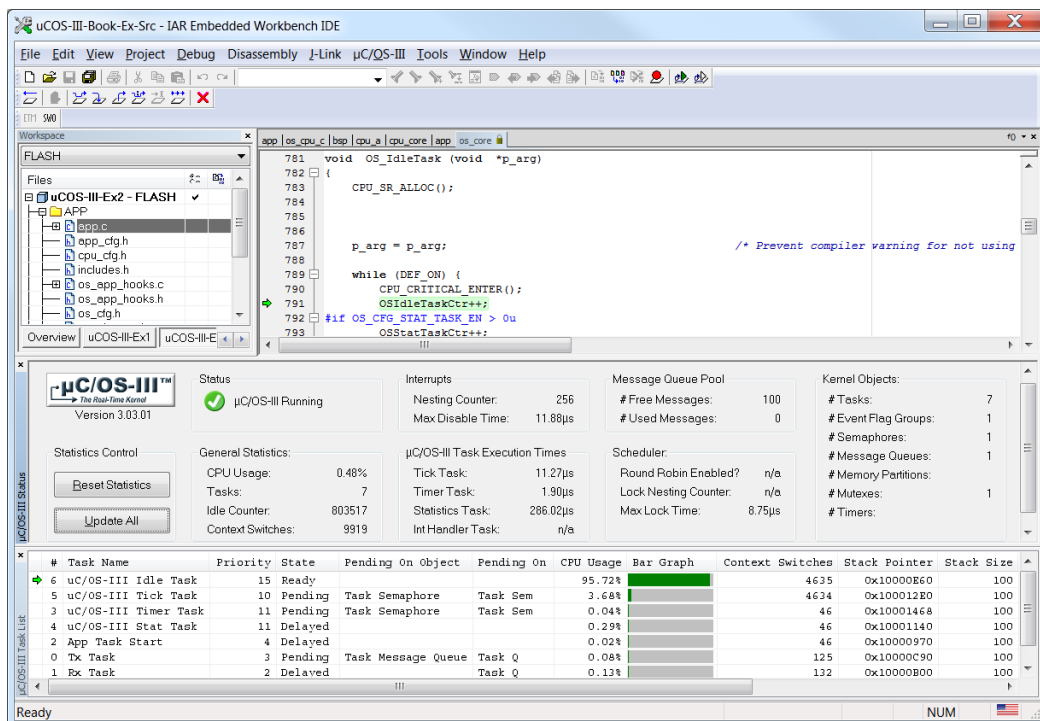 uCOS-III-Book-Ex-Src - IAR Embedded Workbench IDE
File Edit View Project Debug Disassembly J-Link µC/OS-III Tools Window Help
ETM SWO
Workspace
FLASH
Files
uCOS-III-Ex2 - FLASH
APP
app.c
app_cfg.h
cpu_cfg.h
includes.h
os_app_hooks.c
os_app_hooks.h
os_cfg.h
Overview uCOS-III-Ex1 uCOS-III-E
app | os_cpu_c | bsp | cpu_a | cpu_core | app_ os_core f0
781 void OS_IdleTask (void *p_arg)
782 {
783 CPU_SR_ALLOC();
784
785
786
787 p_arg = p_arg; /* Prevent compiler warning for not using
788
789 while (DEF_ON) {
790 CPU_CRITICAL_ENTER();
791 OSIdleTaskCtr++;
792 #if OS_CFG_STAT_TASK_EN > 0u
793 OSStatTaskCtr++;
µC/OS-III Status
µC/OS-III™
The Real-Time Kernel
Version 3.03.01
Statistics Control
Reset Statistics
Update All
Status
µC/OS-III Running
General Statistics:
CPU Usage: 0.48%
Tasks: 7
Idle Counter: 803517
Context Switches: 9919
Interrupts
Nesting Counter: 256
Max Disable Time: 11.88µs
µC/OS-III Task Execution Times
Tick Task: 11.27µs
Timer Task: 1.90µs
Statistics Task: 286.02µs
Int Handler Task: n/a
Message Queue Pool
# Free Messages: 100
# Used Messages: 0
Scheduler:
Round Robin Enabled? n/a
Lock Nesting Counter: n/a
Max Lock Time: 8.75µs
Kernel Objects:
# Tasks: 7
# Event Flag Groups: 1
# Semaphores: 1
# Message Queues: 1
# Memory Partitions:
# Mutexes: 1
# Timers:
µC/OS-III Task List
# Task Name Priority State Pending On Object Pending On CPU Usage Bar Graph Context Switches Stack Pointer Stack Size
6 uC/OS-III Idle Task 15 Ready 95.72% 4635 0x10000E60 100
5 uC/OS-III Tick Task 10 Pending Task Semaphore Task Sem 3.68% 4634 0x100012E0 100
3 uC/OS-III Timer Task 11 Pending Task Semaphore Task Sem 0.04% 46 0x10001468 100
4 uC/OS-III Stat Task 11 Delayed 0.29% 46 0x10001140 100
2 App Task Start 4 Delayed 0.02% 46 0x10000970 100
0 Tx Task 3 Pending Task Message Queue Task Q 0.08% 125 0x10000C90 100
1 Rx Task 2 Delayed Task Q 0.13% 132 0x10000B00 100
Ready NUM